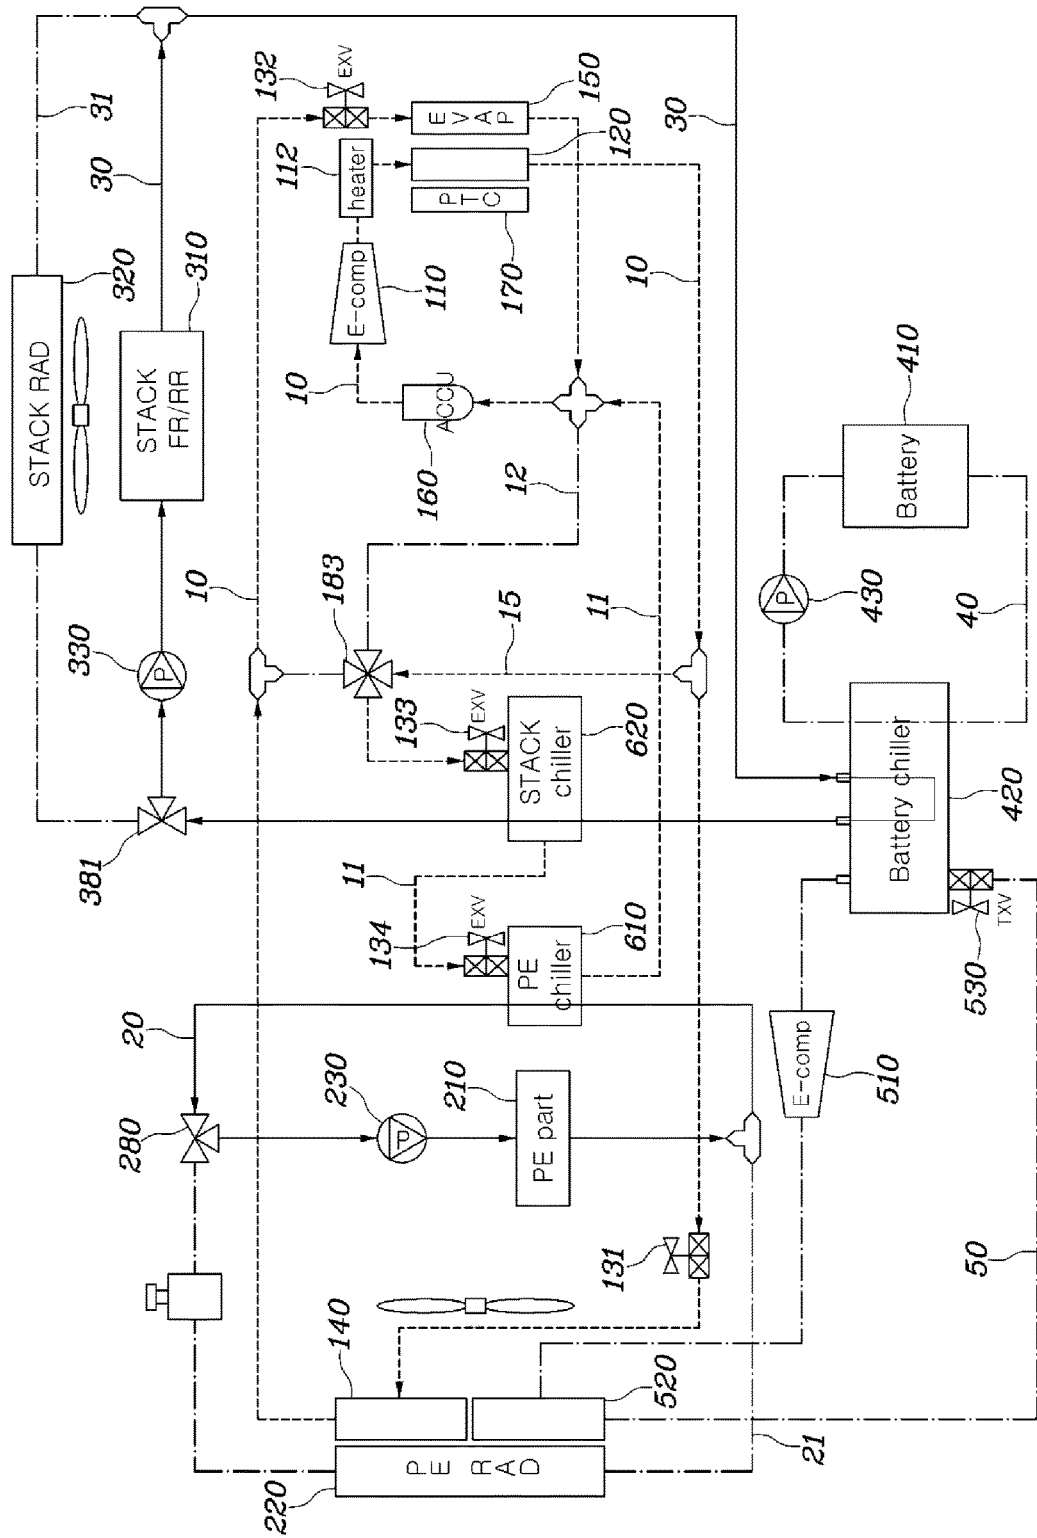 31
30
320
STACK RAD
310
STACK
FR/RR
330
P
381
132
EXV
150
EVAP
120
112
heater
PTC
170
E-comp
110
10
ACCU
160
12
10
10
183
15
11
30
133
EXV
STACK
chiller
620
11
134
EXV
PE
chiller
610
410
Battery
430
P
40
Battery chiller
420
TXV
530
20
280
230
P
210
PE part
E-comp
510
131
50
140
520
21
220
PE RAD